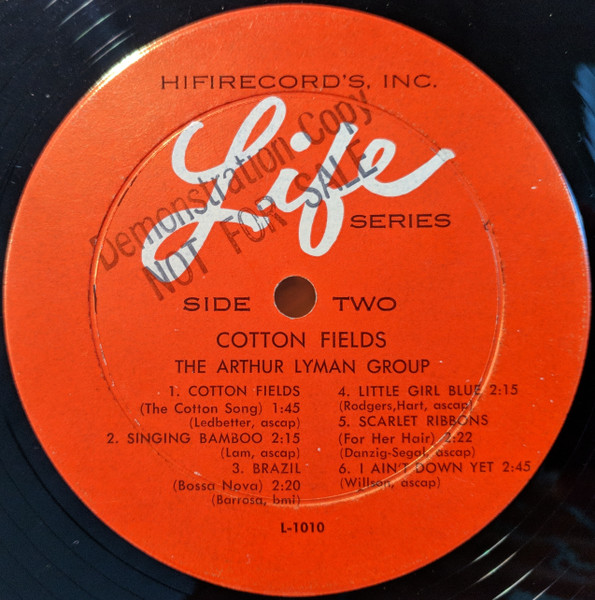 HIFIRECORD'S, INC.
Life
SERIES
Demonstration Copy
NOT FOR SALE
SIDE TWO
COTTON FIELDS
THE ARTHUR LYMAN GROUP
1. COTTON FIELDS
(The Cotton Song) 1:45
(Ledbetter, ascap)
2. SINGING BAMBOO 2:15
(Lam, ascap)
3. BRAZIL
(Bossa Nova) 2:20
(Barrosa, bmi)
4. LITTLE GIRL BLUE 2:15
(Rodgers,Hart, ascap)
5. SCARLET RIBBONS
(For Her Hair) 2:22
(Danzig-Segal, ascap)
6. I AIN'T DOWN YET 2:45
(Willson, ascap)
L-1010